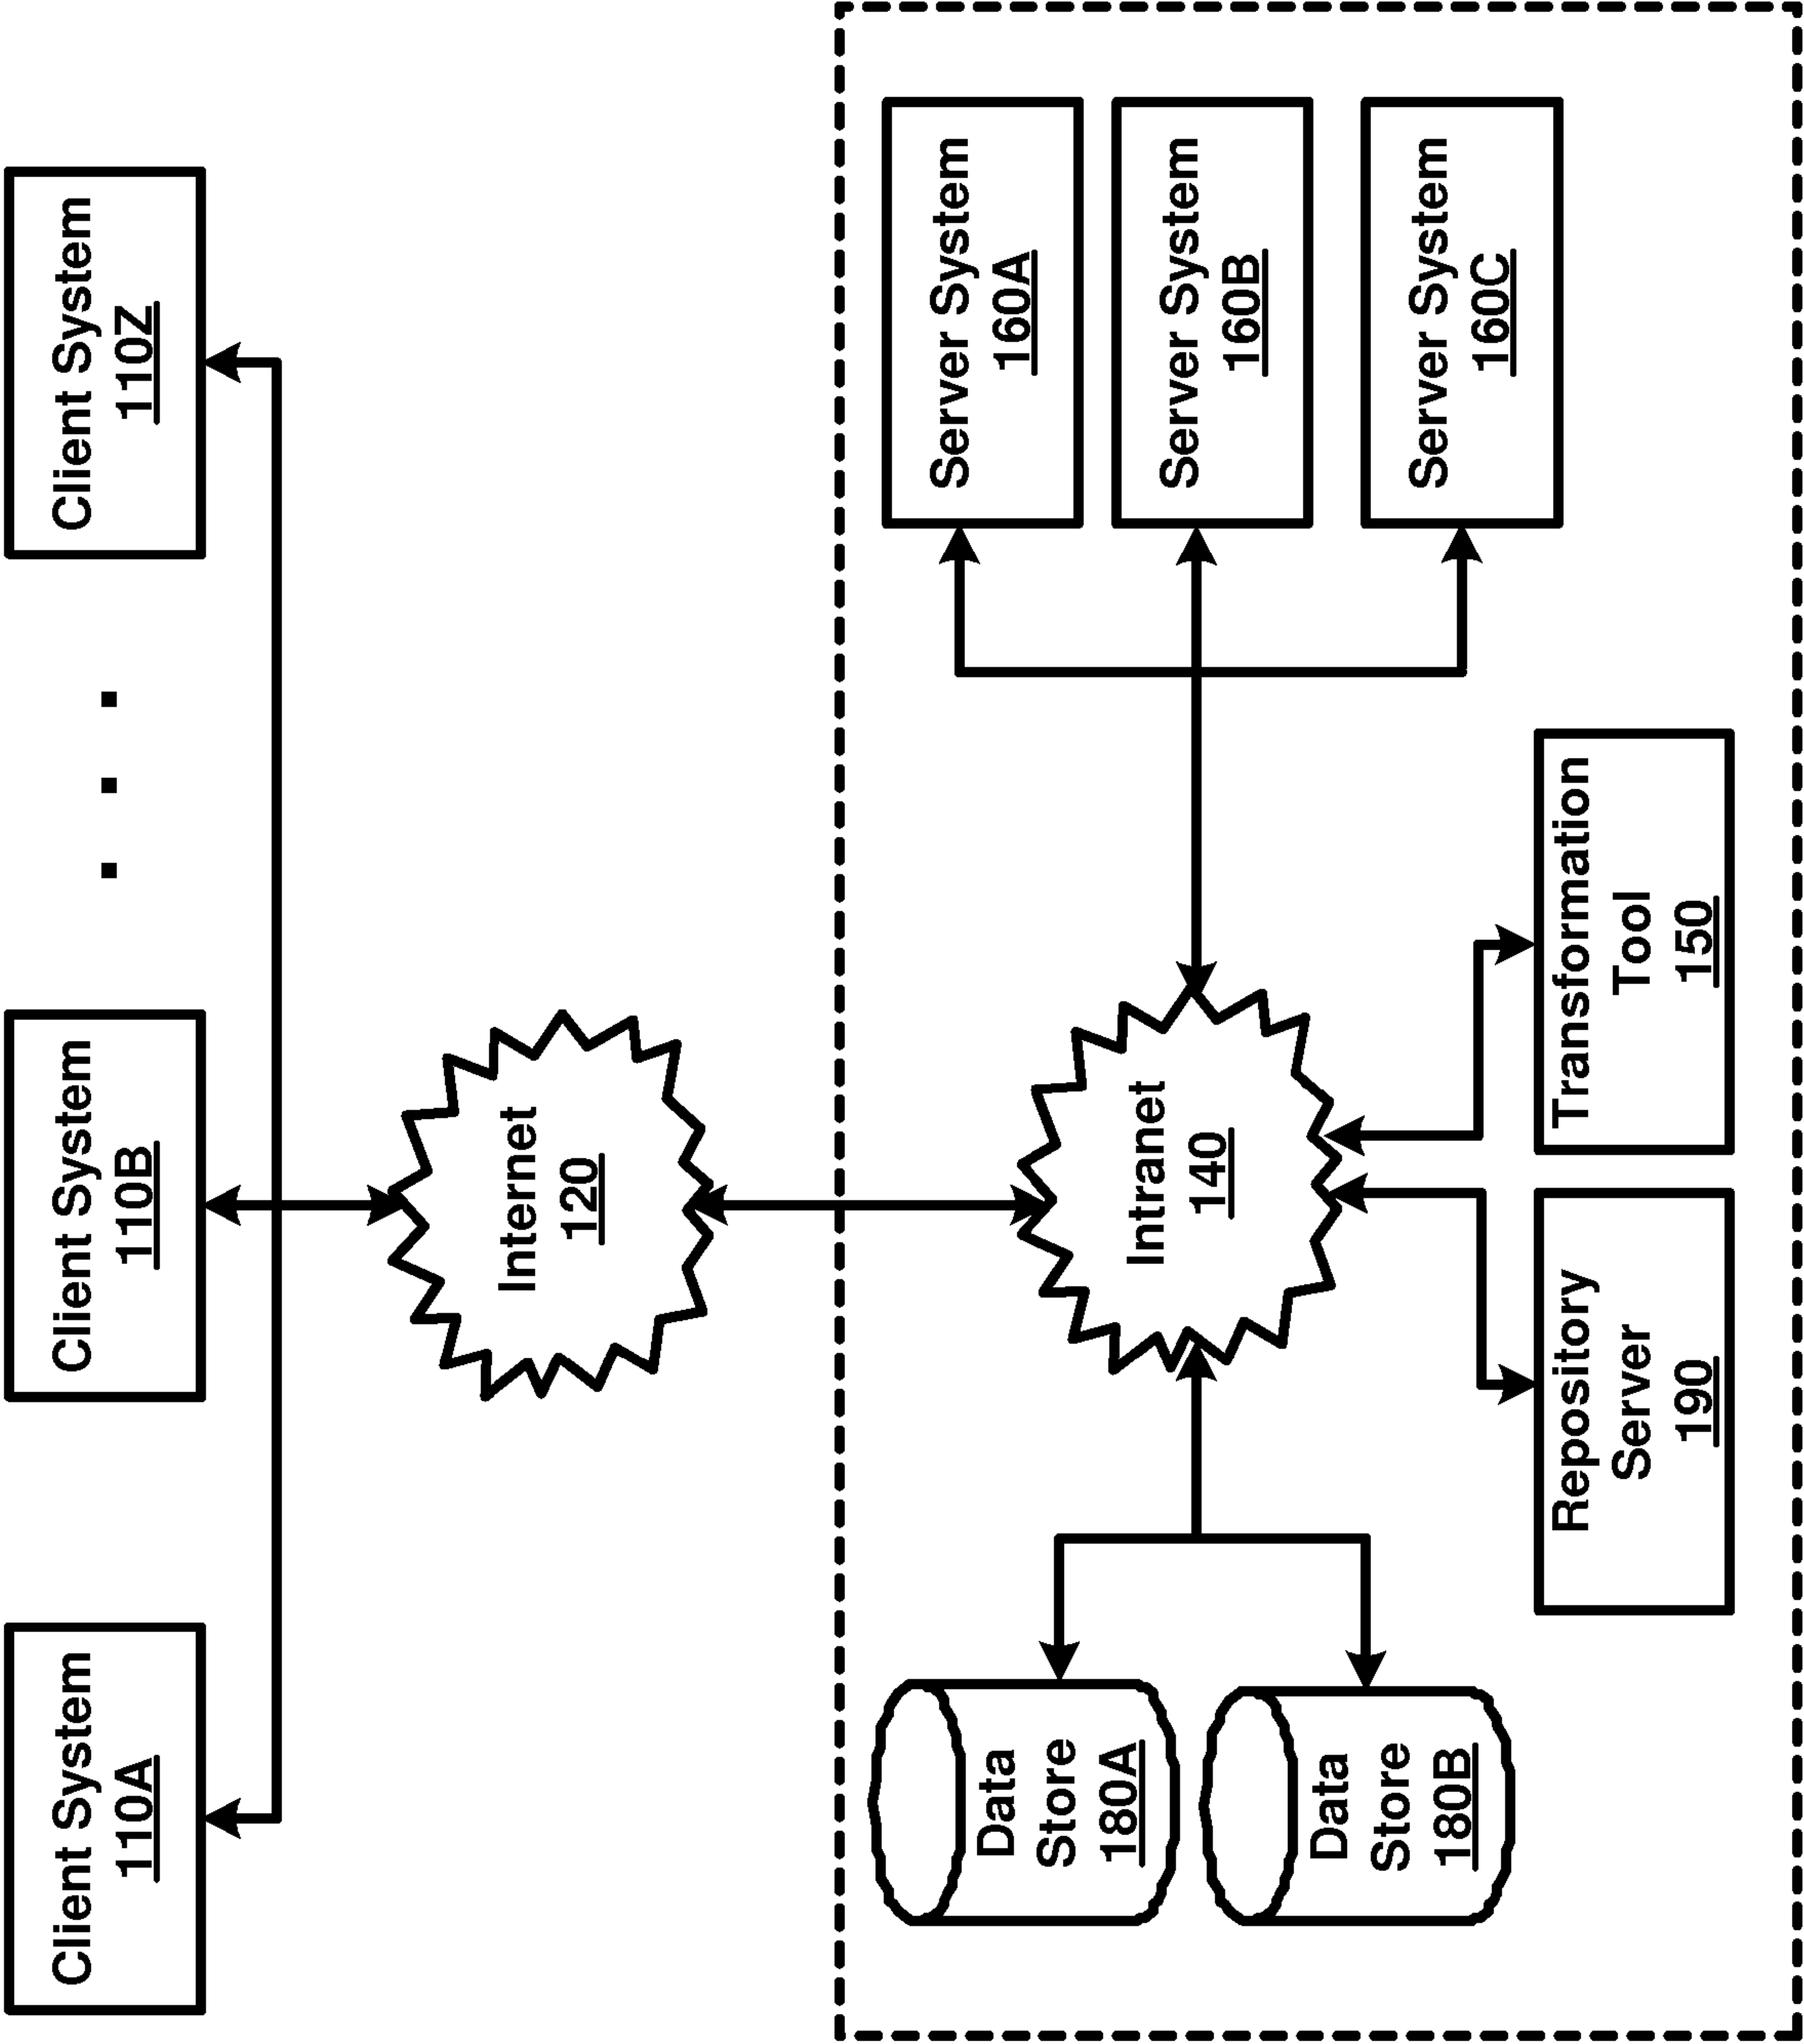 Client System
110A
Client System
110B
. . .
Client System
110Z
Internet
120
Data
Store
180A
Data
Store
180B
Intranet
140
Server System
160A
Server System
160B
Server System
160C
Repository
Server
190
Transformation
Tool
150